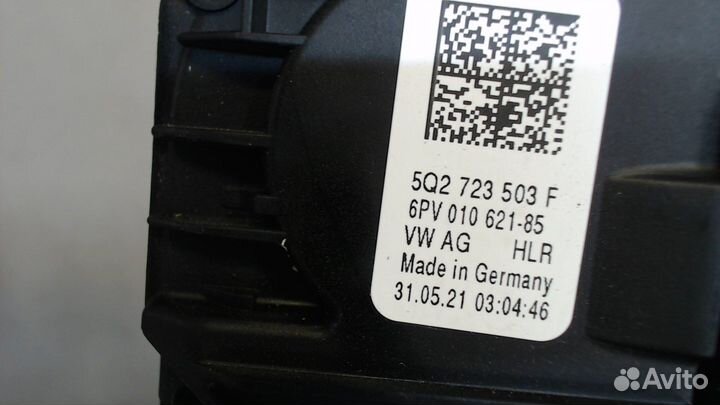 5Q2 723 503 F
6PV 010 621-85
VW AG HLR
Made in Germany
31.05.21 03:04:46
Avito